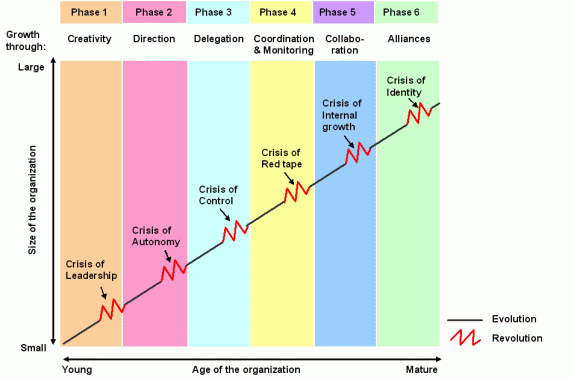 Phase 1 Phase 2 Phase 3 Phase 4 Phase 5 Phase 6
Growth
through:
Creativity
Direction
Delegation
Coordination
& Monitoring
Collabo-
ration
Alliances
Large
Size of the organization
Small
Crisis of
Leadership
Crisis of
Autonomy
Crisis of
Control
Crisis of
Red tape
Crisis of
Internal
growth
Crisis of
Identity
Evolution
Revolution
Young
Age of the organization
Mature